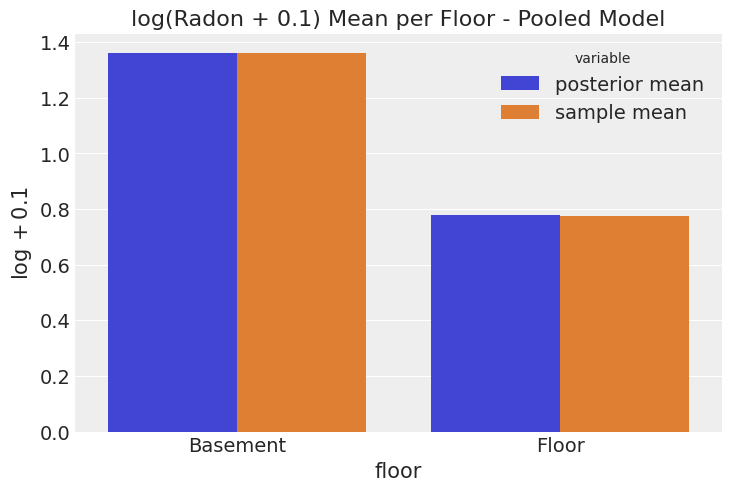 log(Radon + 0.1) Mean per Floor - Pooled Model
variable
posterior mean
sample mean
1.4
1.2
1.0
0.8
0.6
0.4
0.2
0.0
log + 0.1
Basement
Floor
floor